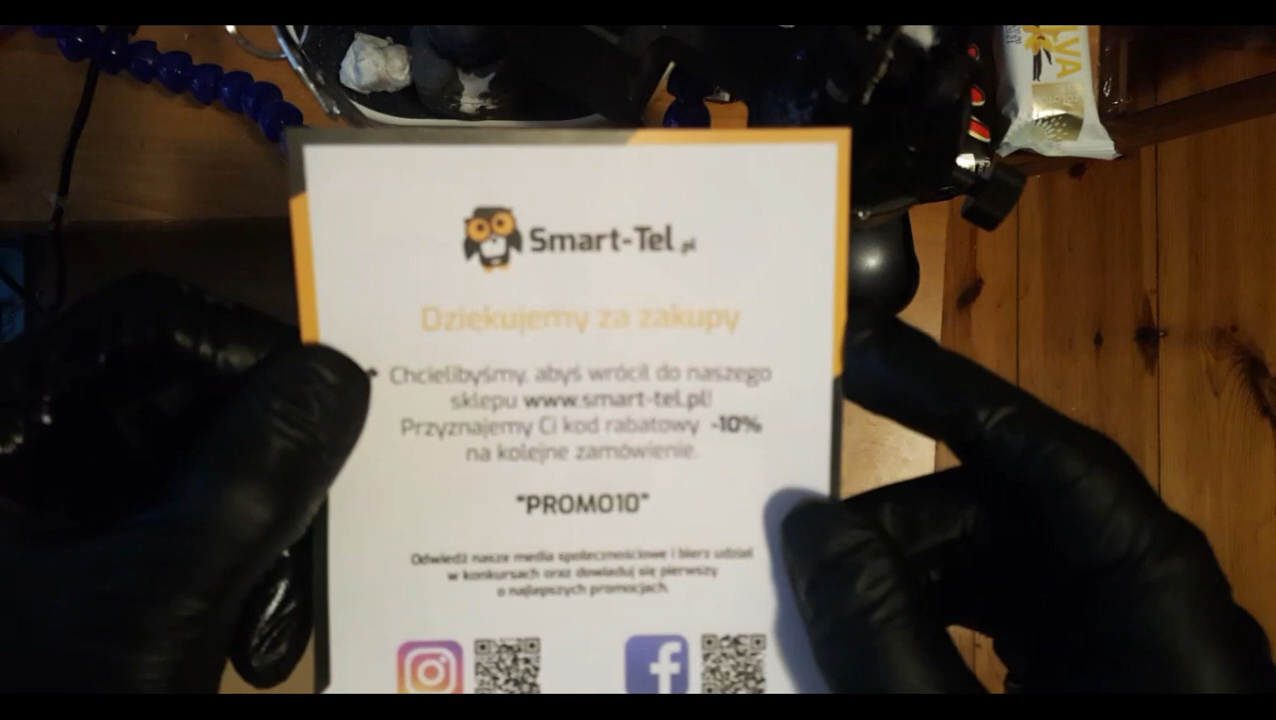 Smart-Tel.pl
Dziękujemy za zakupy
Chcielibyśmy, abyś wrócił do naszego
sklepu www.smart-tel.pl!
Przyznajemy Ci kod rabatowy -10%
na kolejne zamówienie.
"PROMO10"
Odwiedź nasze media społecznościowe i bierz udział
w konkursach oraz dowiaduj się pierwszy
o najlepszych promocjach.